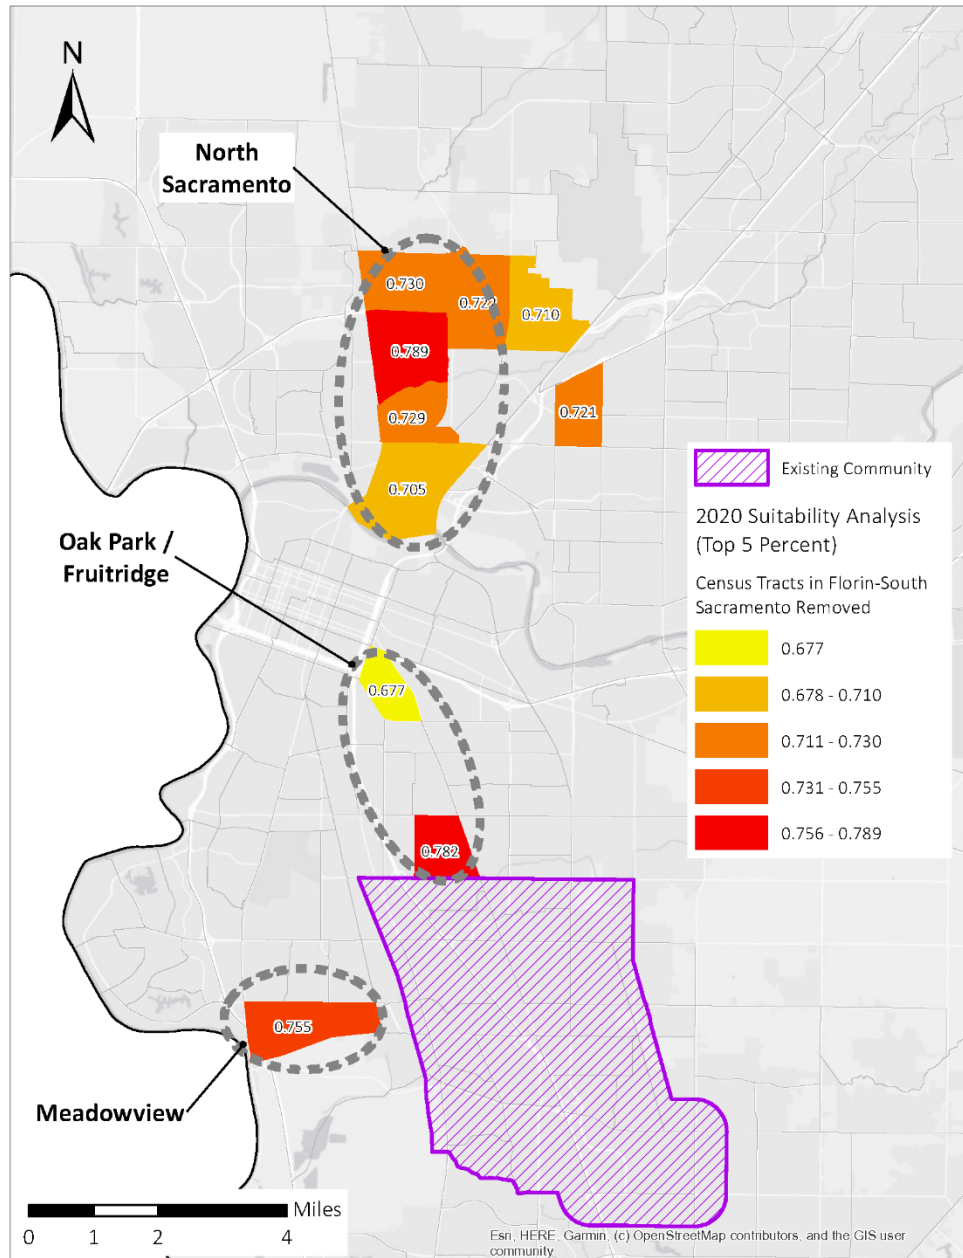 N
North
Sacramento
0.730
0.710
0.789
0.729
0.721
0.705
Existing Community
2020 Suitability Analysis
(Top 5 Percent)
Census Tracts in Florin-South
Sacramento Removed
0.677
0.678 - 0.710
0.711 - 0.730
0.731 - 0.755
0.756 - 0.789
Oak Park /
Fruitridge
0.677
0.782
0.755
Meadowview
Miles
0 1 2 4
Esri, HERE, Garmin, (c) OpenStreetMap contributors, and the GIS user
community